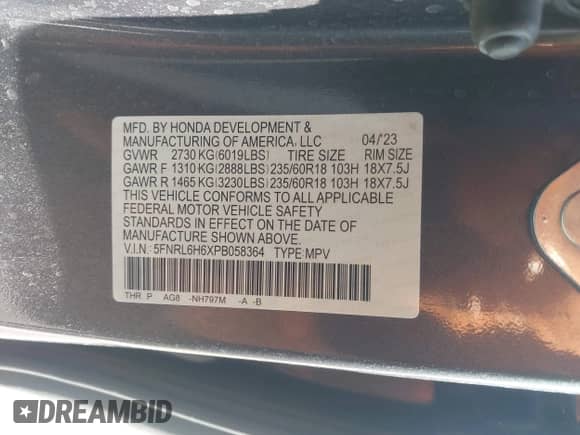 MFD. BY HONDA DEVELOPMENT &
MANUFACTURING OF AMERICA, LLC 04/'23
GVWR 2730 KG(6019LBS) TIRE SIZE RIM SIZE
GAWR F 1310 KG(2888LBS) 235/60R18 103H 18X7.5J
GAWR R 1465 KG(3230LBS) 235/60R18 103H 18X7.5J
THIS VEHICLE CONFORMS TO ALL APPLICABLE
FEDERAL MOTOR VEHICLE SAFETY
STANDARDS IN EFFECT ON THE DATE OF
MANUFACTURE SHOWN ABOVE.
V.I.N.: 5FNRL6H6XPB058364 TYPE:MPV
THR P AG8 -NH797M -A -B
DREAMBID